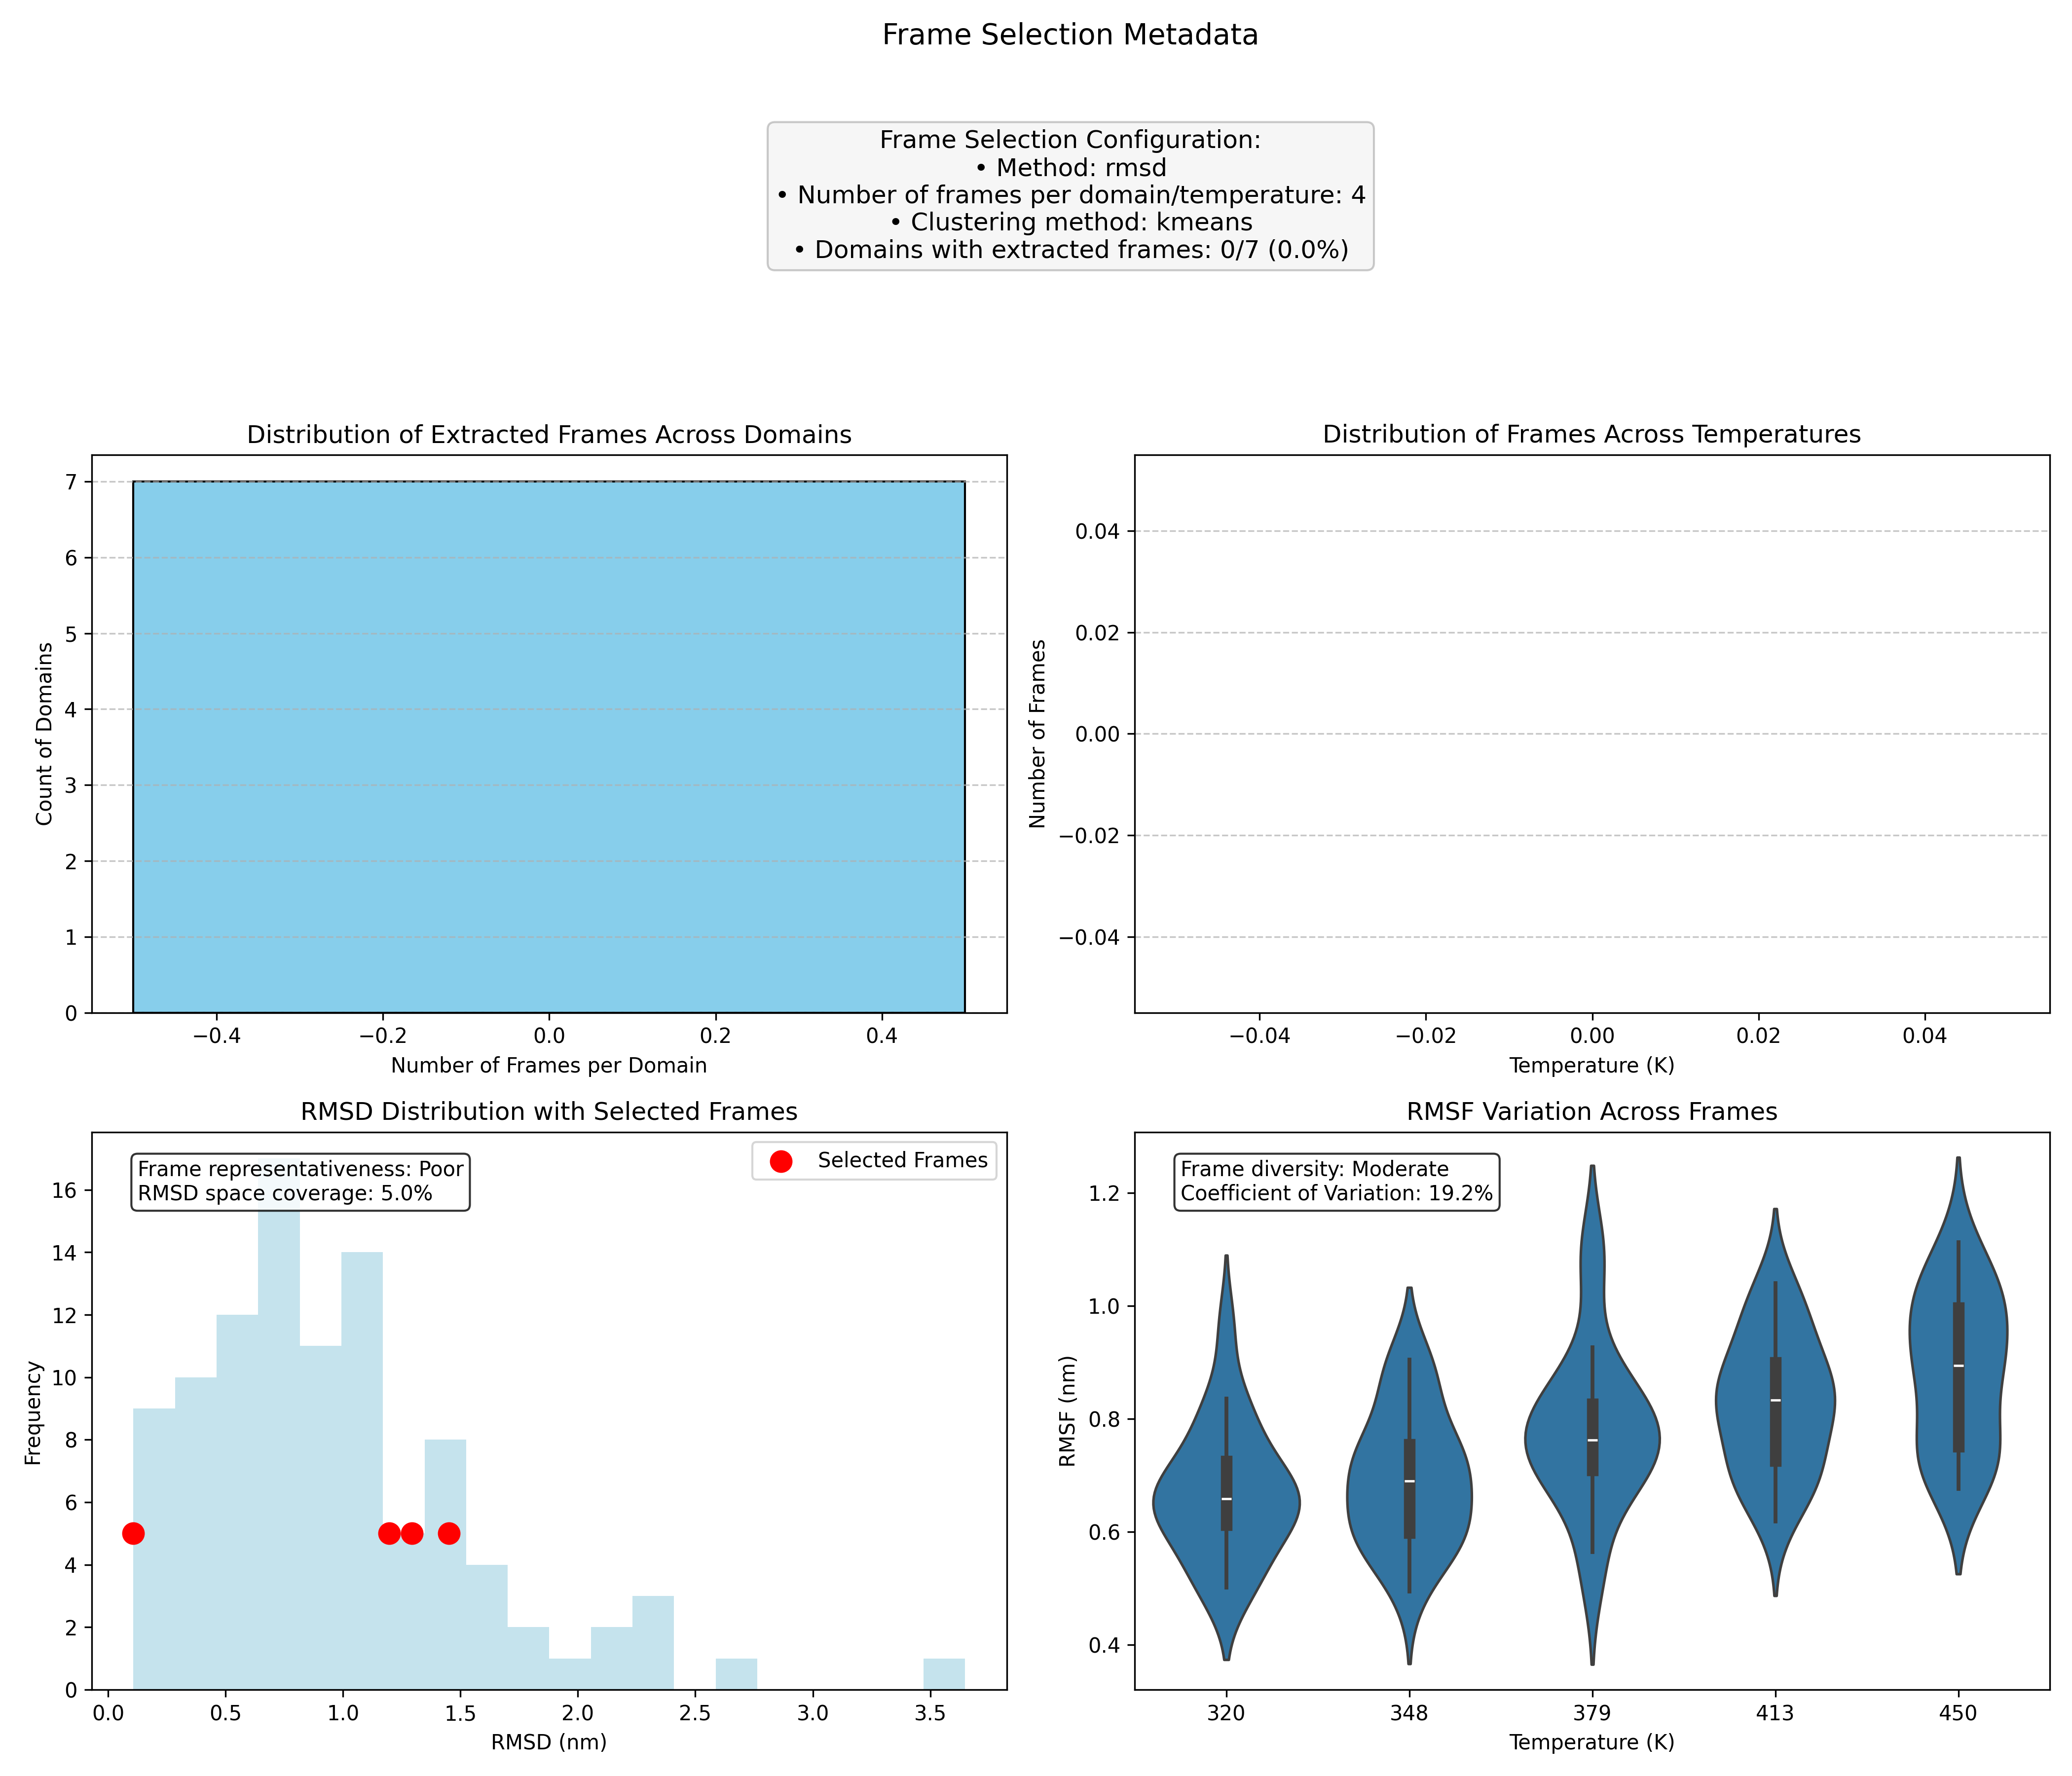 Frame Selection Metadata
Frame Selection Configuration:
• Method: rmsd
• Number of frames per domain/temperature: 4
• Clustering method: kmeans
• Domains with extracted frames: 0/7 (0.0%)
Distribution of Extracted Frames Across Domains
7
6
5
4
3
2
1
0
Count of Domains
−0.4
−0.2
0.0
0.2
0.4
Number of Frames per Domain
Distribution of Frames Across Temperatures
0.04
0.02
0.00
−0.02
−0.04
Number of Frames
−0.04
−0.02
0.00
0.02
0.04
Temperature (K)
RMSD Distribution with Selected Frames
Frame representativeness: Poor
RMSD space coverage: 5.0%
Selected Frames
16
14
12
10
8
6
4
2
0
Frequency
0.0
0.5
1.0
1.5
2.0
2.5
3.0
3.5
RMSD (nm)
RMSF Variation Across Frames
Frame diversity: Moderate
Coefficient of Variation: 19.2%
1.2
1.0
0.8
0.6
0.4
RMSF (nm)
320
348
379
413
450
Temperature (K)